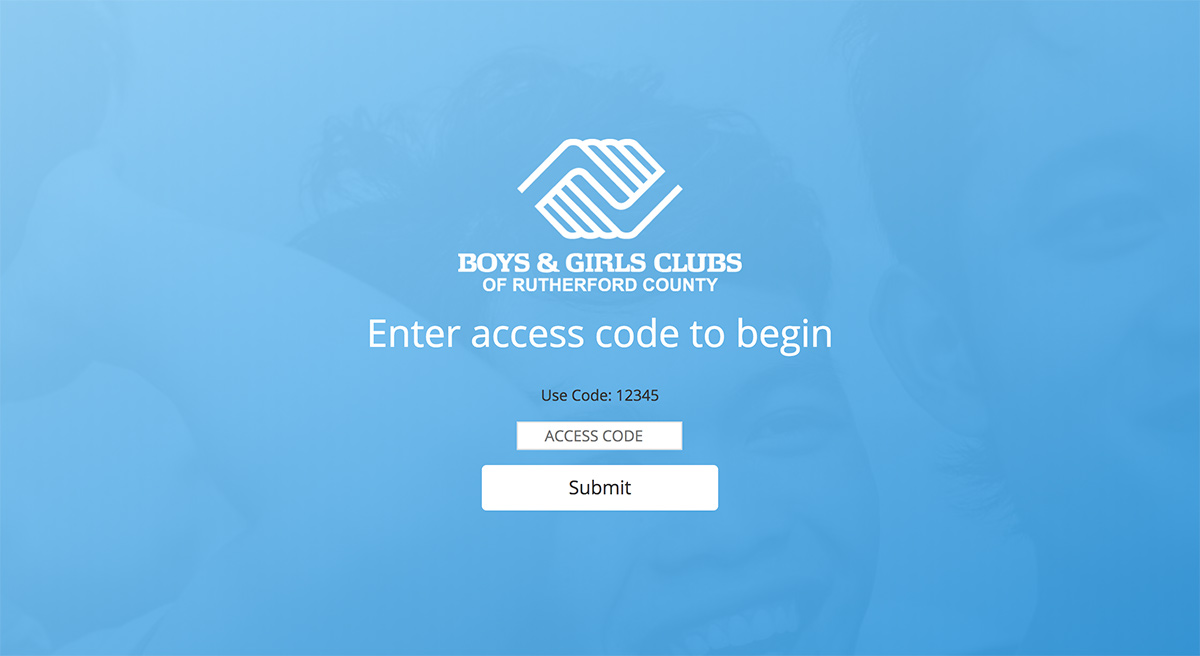 BOYS & GIRLS CLUBS
OF RUTHERFORD COUNTY
Enter access code to begin
Use Code: 12345
ACCESS CODE
Submit